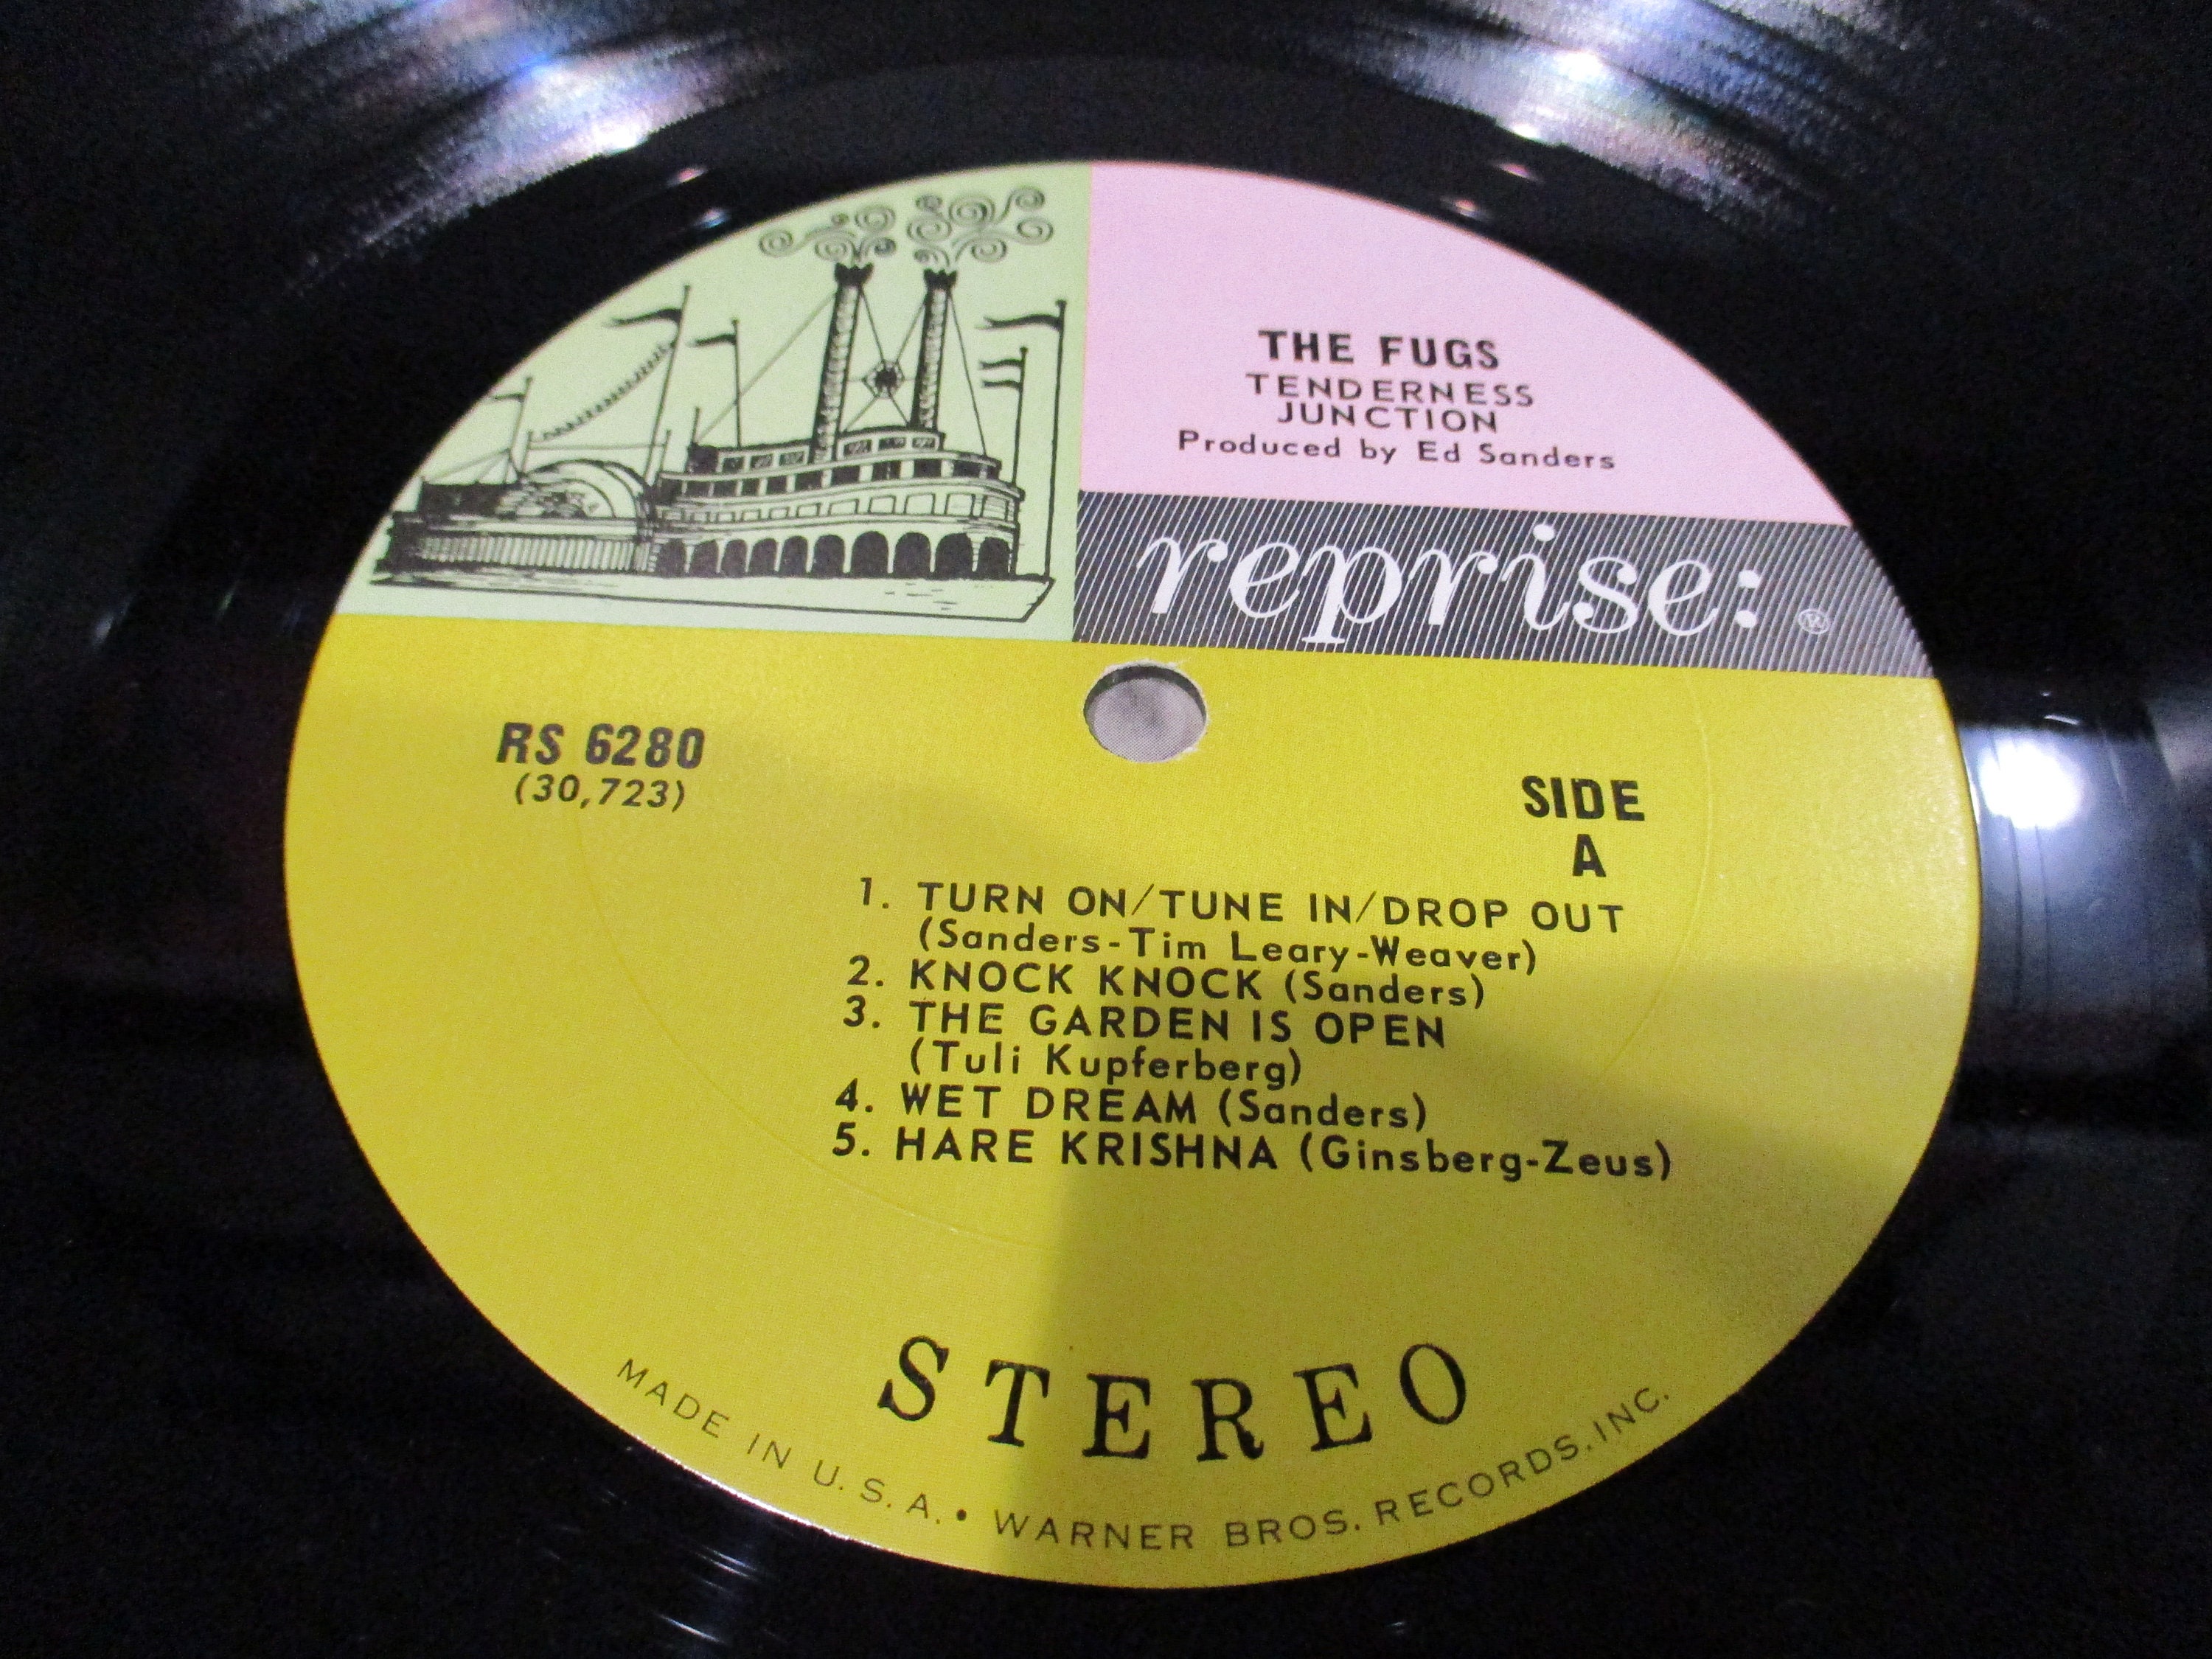 THE FUGS
TENDERNESS
JUNCTION
Produced by Ed Sanders
reprise: ®
RS 6280
(30,723)
SIDE
A
1. TURN ON/TUNE IN/DROP OUT
(Sanders-Tim Leary-Weaver)
2. KNOCK KNOCK (Sanders)
3. THE GARDEN IS OPEN
(Tuli Kupferberg)
4. WET DREAM (Sanders)
5. HARE KRISHNA (Ginsberg-Zeus)
STEREO
MADE IN U.S.A. • WARNER BROS. RECORDS, INC.